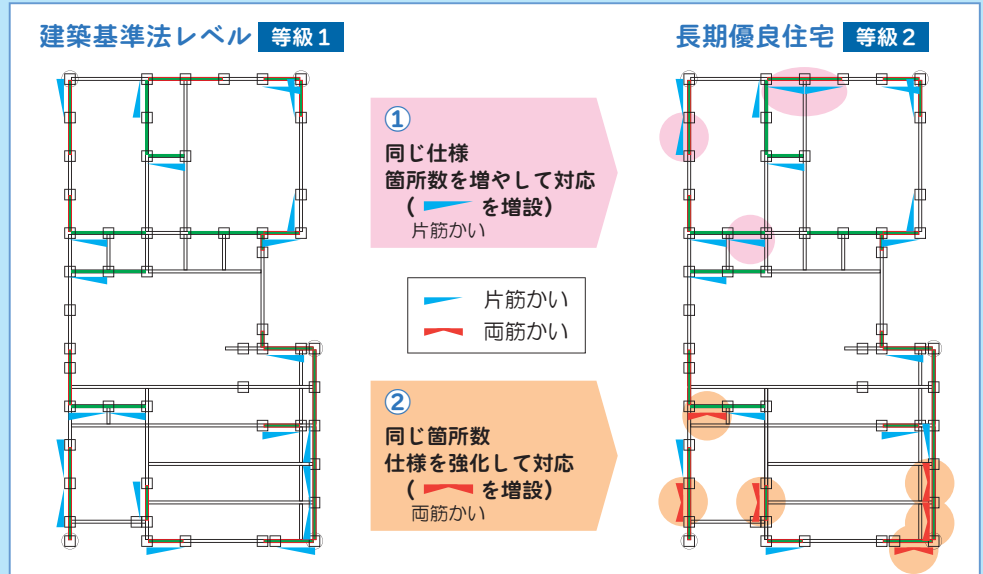 建築基準法レベル 等級1
長期優良住宅 等級2
①
同じ仕様
箇所数を増やして対応
( を増設)
片筋かい
片筋かい
両筋かい
②
同じ箇所数
仕様を強化して対応
( を増設)
両筋かい